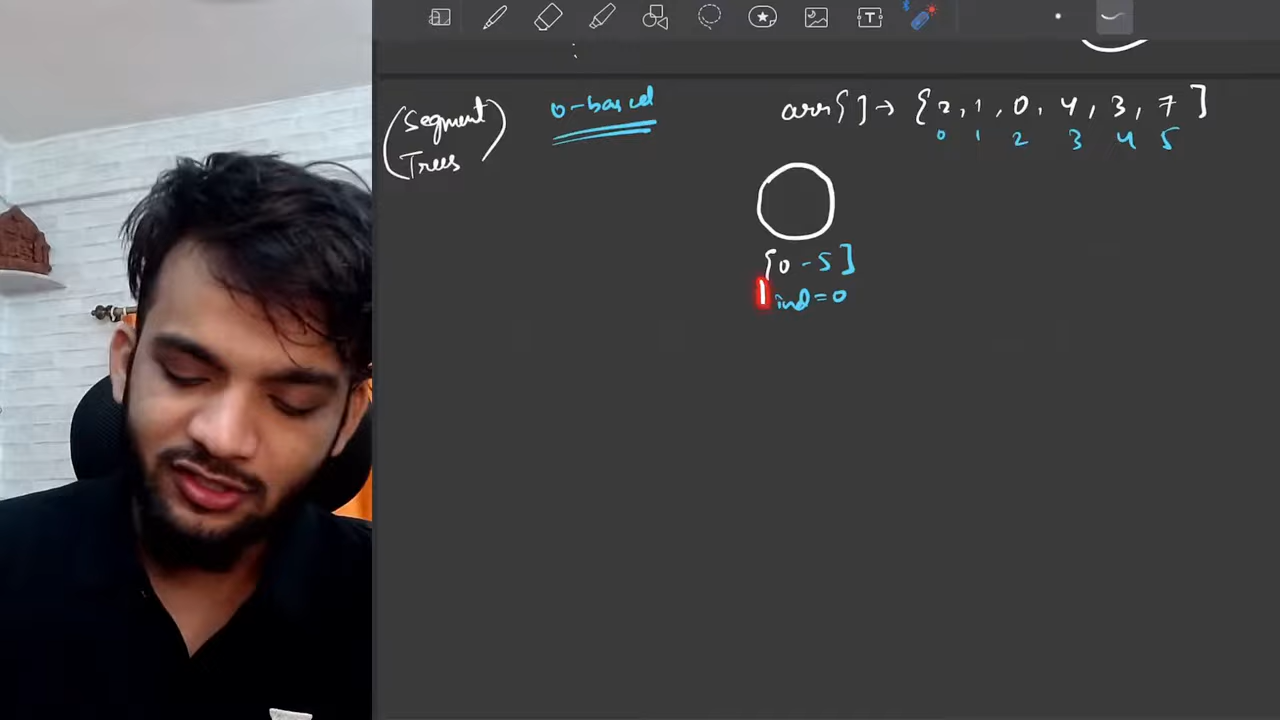 (Segment Trees)
0-based
arr[] → {2, 1, 0, 4, 3, 7]
0 1 2 3 4 5
[0 - 5]
ind = 0